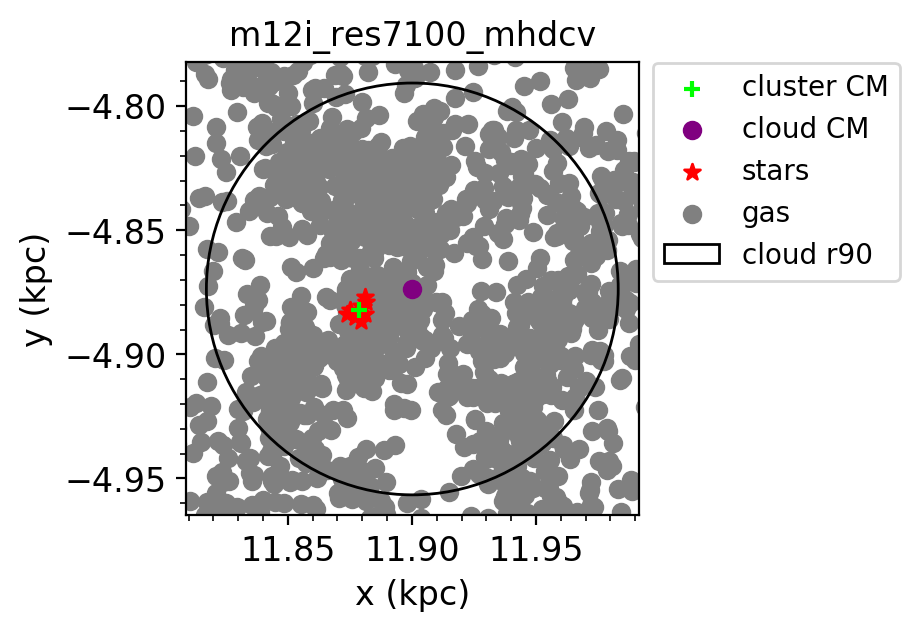 m12i_res7100_mhdcv
cluster CM
cloud CM
stars
gas
cloud r90
y (kpc)
−4.80
−4.85
−4.90
−4.95
11.85 11.90 11.95
x (kpc)